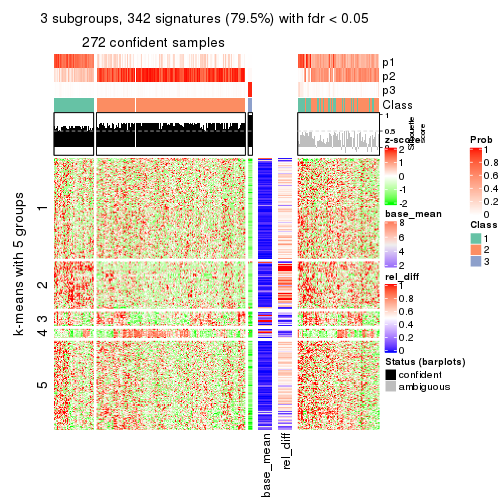 3 subgroups, 342 signatures (79.5%) with fdr < 0.05
272 confident samples
p1
p2
p3
Class
1
0.5
0
Silhouette
score
k-means with 5 groups
1
2
3
4
5
base_mean
rel_diff
z-score
2
1
0
-1
-2
base_mean
8
6
4
2
rel_diff
1
0.8
0.6
0.4
0.2
0
Status (barplots)
confident
ambiguous
Prob
1
0.8
0.6
0.4
0.2
0
Class
1
2
3